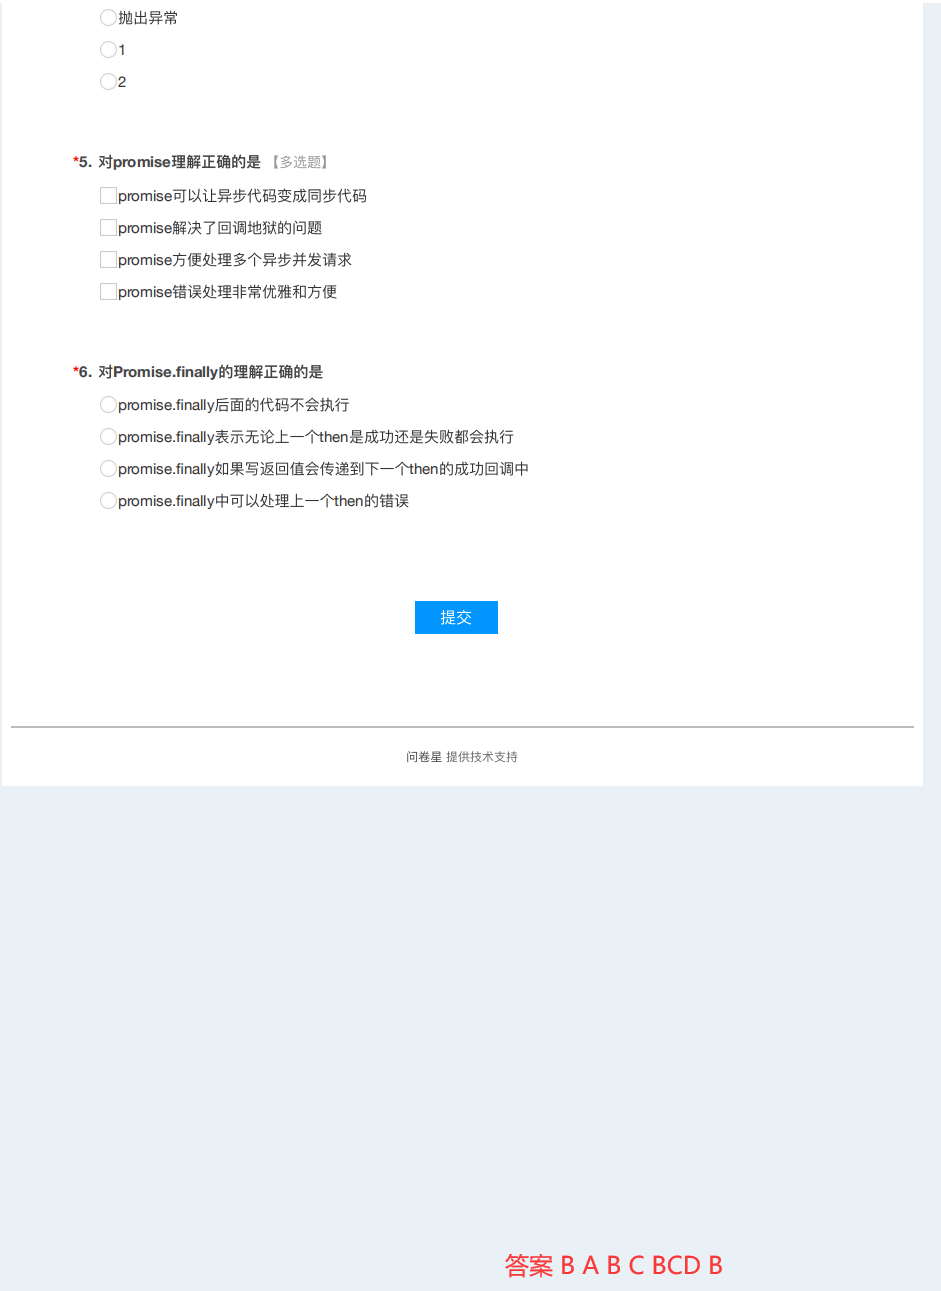 抛出异常
1
2
*5. 对promise理解正确的是 【多选题】
promise可以让异步代码变成同步代码
promise解决了回调地狱的问题
promise方便处理多个异步并发请求
promise错误处理非常优雅和方便
*6. 对Promise.finally的理解正确的是
promise.finally后面的代码不会执行
promise.finally表示无论上一个then是成功还是失败都会执行
promise.finally如果写返回值会传递到下一个then的成功回调中
promise.finally中可以处理上一个then的错误
提交
问卷星 提供技术支持
答案 B A B C BCD B